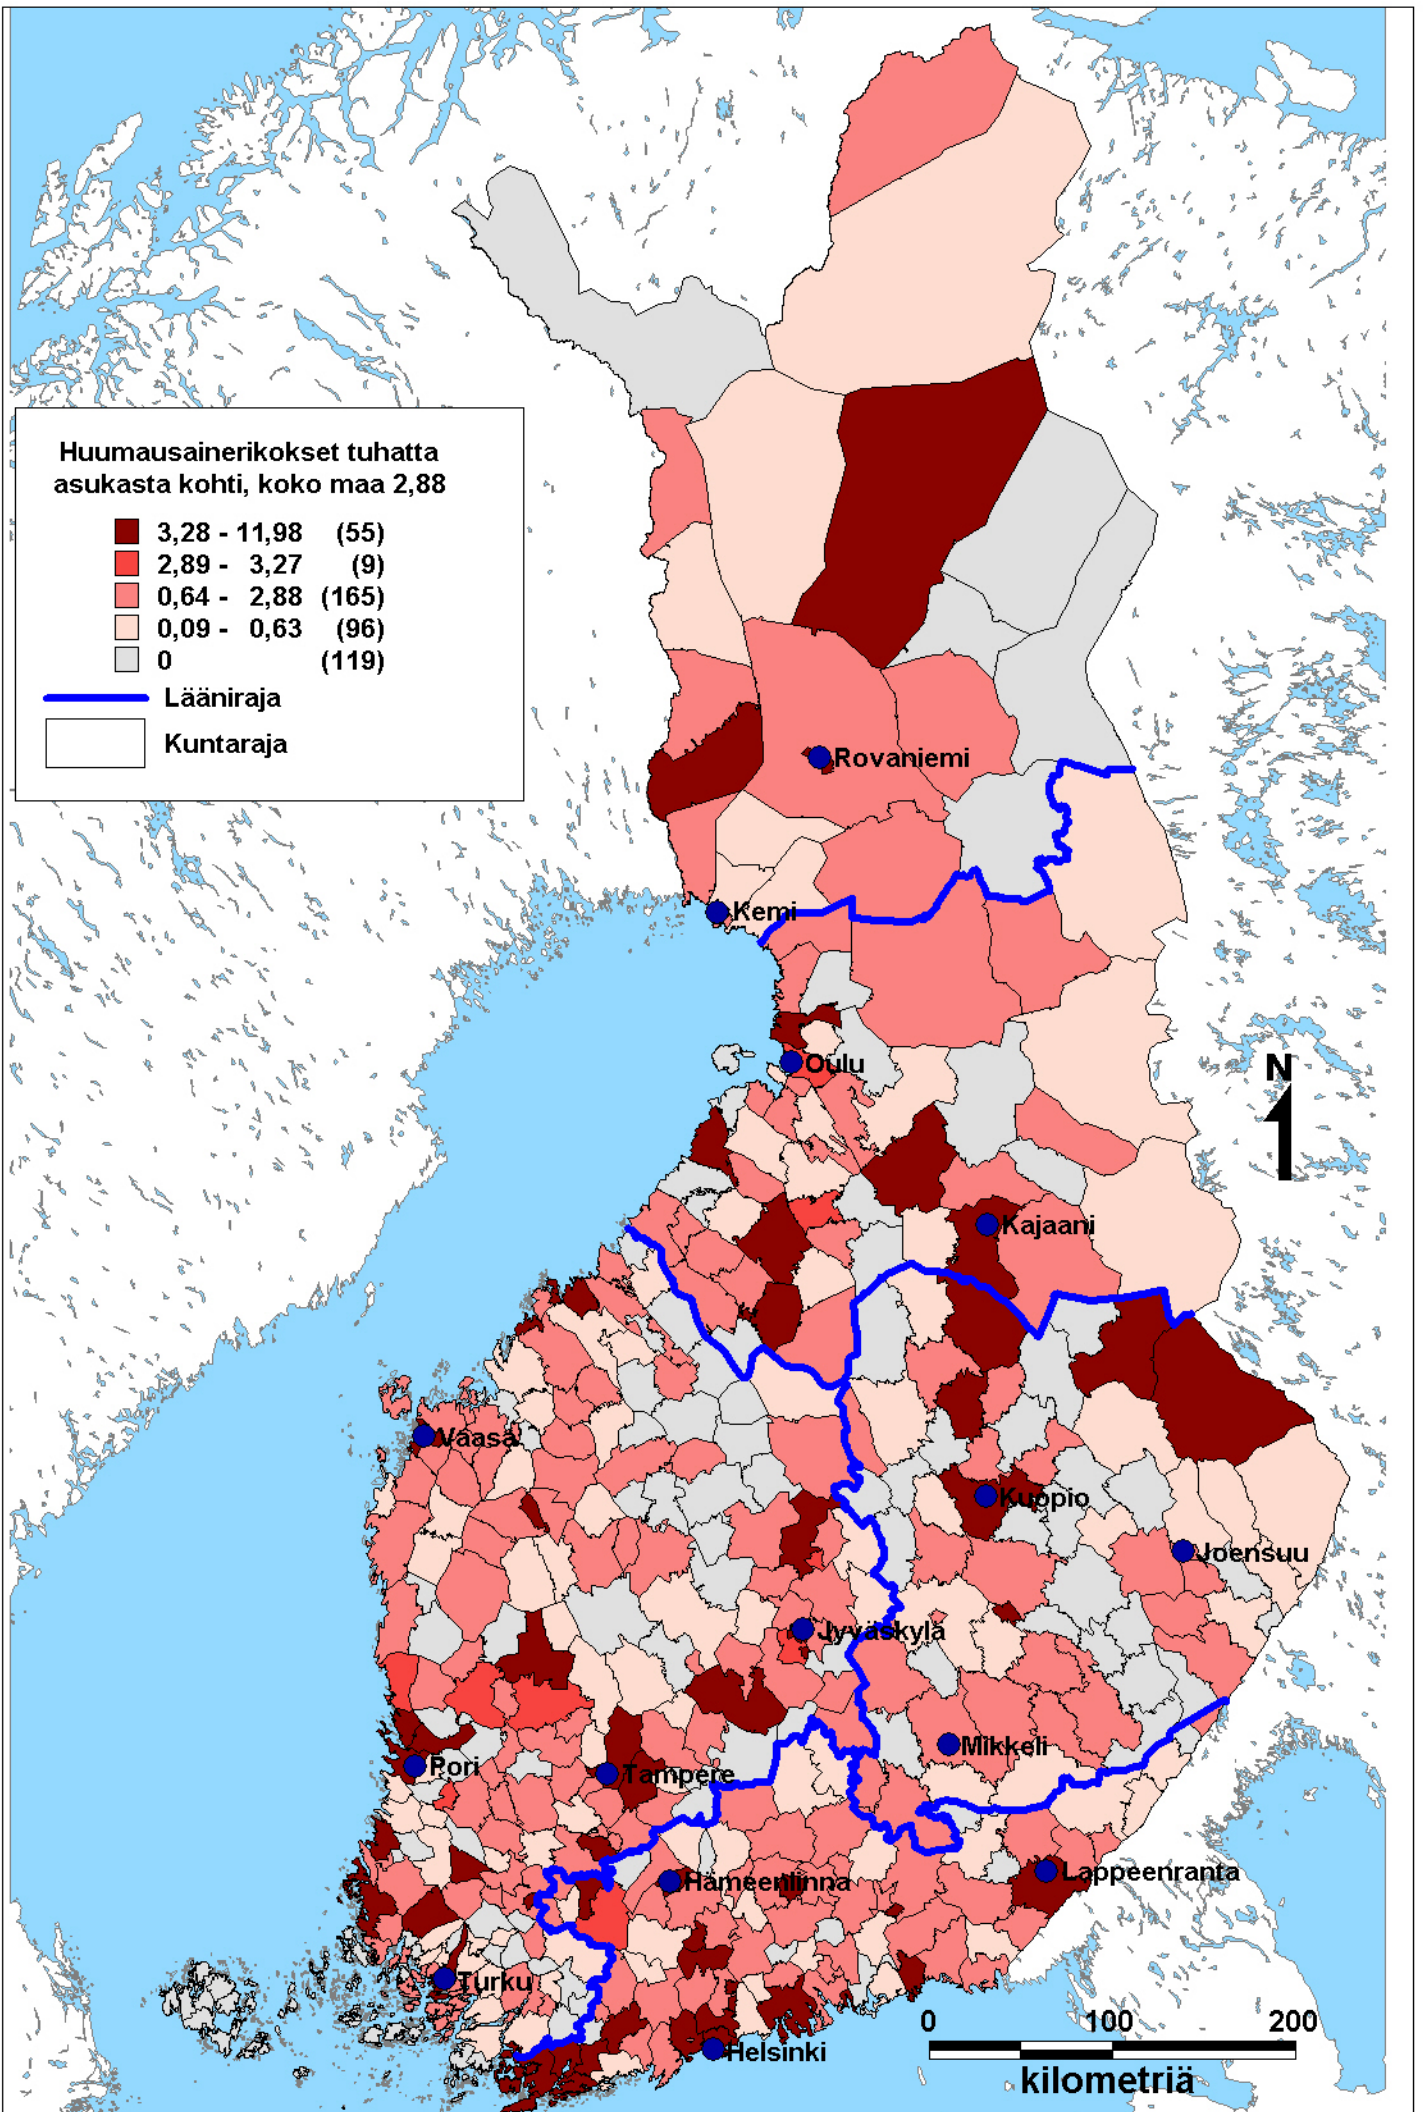 Huumausainerikokset tuhatta
asukasta kohti, koko maa 2,88
3,28 - 11,98 (55)
2,89 - 3,27 (9)
0,64 - 2,88 (165)
0,09 - 0,63 (96)
0 (119)
Lääniraja
Kuntaraja
Rovaniemi
Kemi
Oulu
N
Kajaani
Vaasa
Kuopio
Joensuu
Jyväskylä
Mikkeli
Pori
Tampere
Lappeenranta
Hämeenlinna
Turku
Helsinki
0 100 200
kilometriä